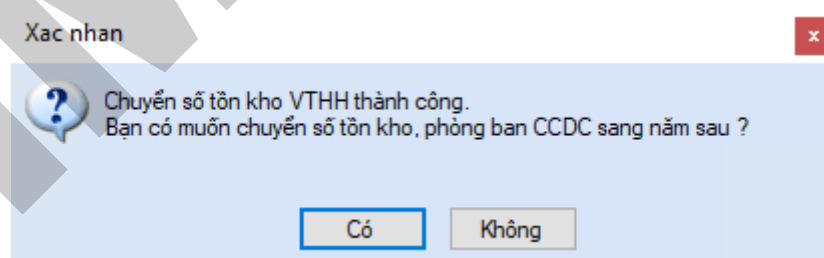 Xac nhan
x
Chuyển số tồn kho VTHH thành công.
Bạn có muốn chuyển số tồn kho, phòng ban CCDC sang năm sau ?
Có Không